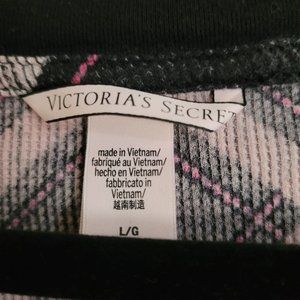 VICTORIA'S SECRET
made in Vietnam/
fabriqué au Vietnam/
hecho en Vietnam/
fabbricato in
Vietnam/
越南制造
L/G